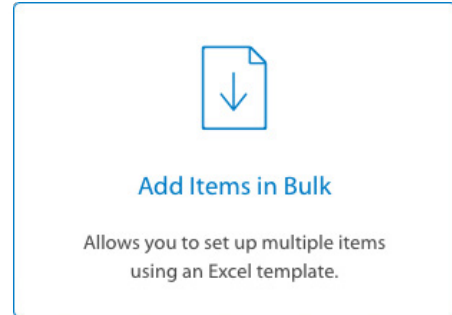 Add Items in Bulk
Allows you to set up multiple items
using an Excel template.